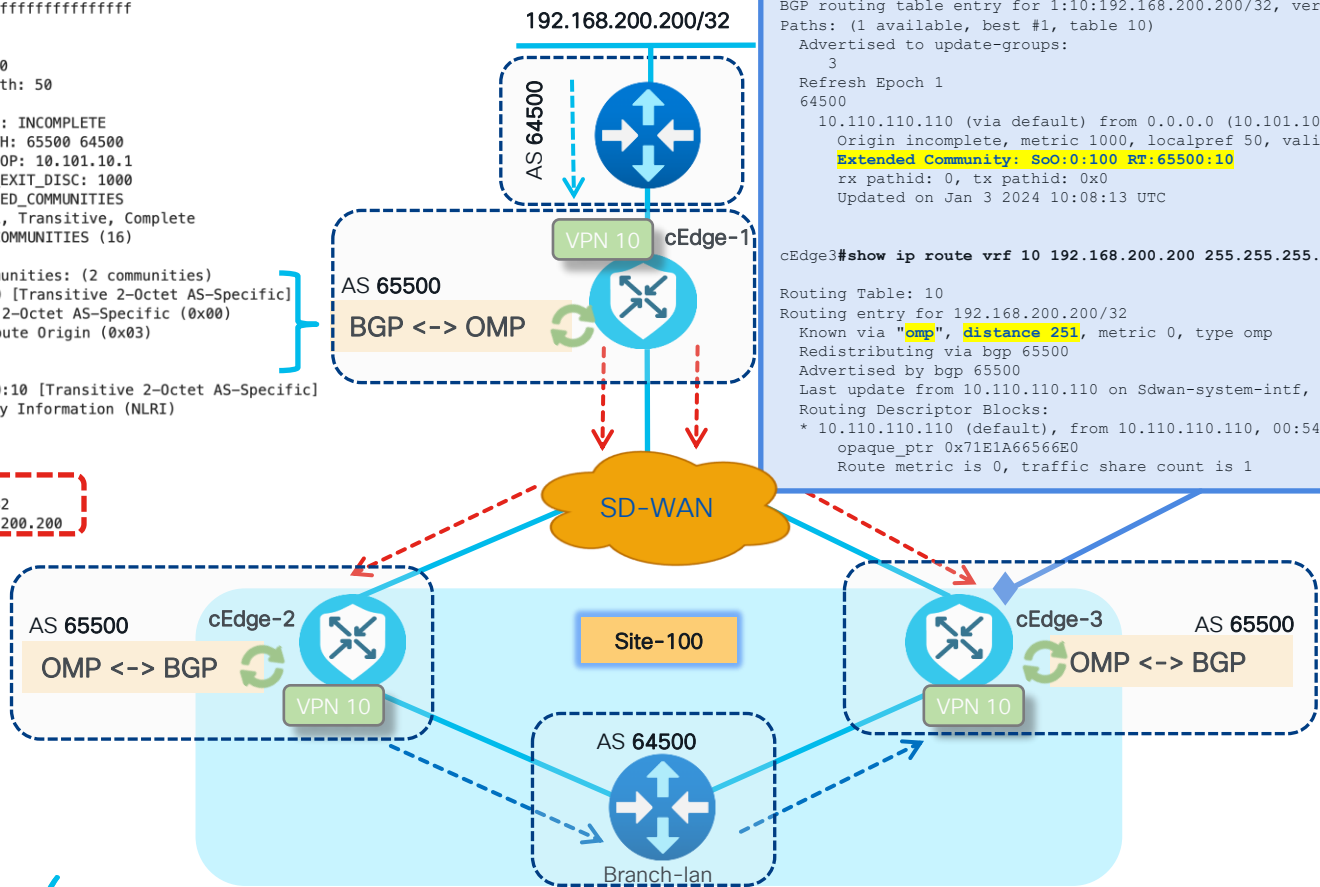 ffffffffffffffff
0
th: 50
: INCOMPLETE
H: 65500 64500
OP: 10.101.10.1
EXIT_DISC: 1000
ED_COMMUNITIES
, Transitive, Complete
OMMUNITIES (16)
unities: (2 communities)
[Transitive 2-Octet AS-Specific]
2-Octet AS-Specific (0x00)
ute Origin (0x03)
0:10 [Transitive 2-Octet AS-Specific]
y Information (NLRI)
2
200.200
192.168.200.200/32
AS 64500
VPN 10
cEdge-1
AS 65500
BGP <-> OMP
BGP routing table entry for 1:10:192.168.200.200/32, ver
Paths: (1 available, best #1, table 10)
Advertised to update-groups:
3
Refresh Epoch 1
64500
10.110.110.110 (via default) from 0.0.0.0 (10.101.10
Origin incomplete, metric 1000, localpref 50, vali
Extended Community: SoO:0:100 RT:65500:10
rx pathid: 0, tx pathid: 0x0
Updated on Jan 3 2024 10:08:13 UTC
cEdge3#show ip route vrf 10 192.168.200.200 255.255.255.
Routing Table: 10
Routing entry for 192.168.200.200/32
Known via "omp", distance 251, metric 0, type omp
Redistributing via bgp 65500
Advertised by bgp 65500
Last update from 10.110.110.110 on Sdwan-system-intf,
Routing Descriptor Blocks:
* 10.110.110.110 (default), from 10.110.110.110, 00:54
opaque_ptr 0x71E1A66566E0
Route metric is 0, traffic share count is 1
SD-WAN
AS 65500
cEdge-2
OMP <-> BGP
VPN 10
Site-100
cEdge-3
AS 65500
OMP <-> BGP
VPN 10
AS 64500
Branch-lan